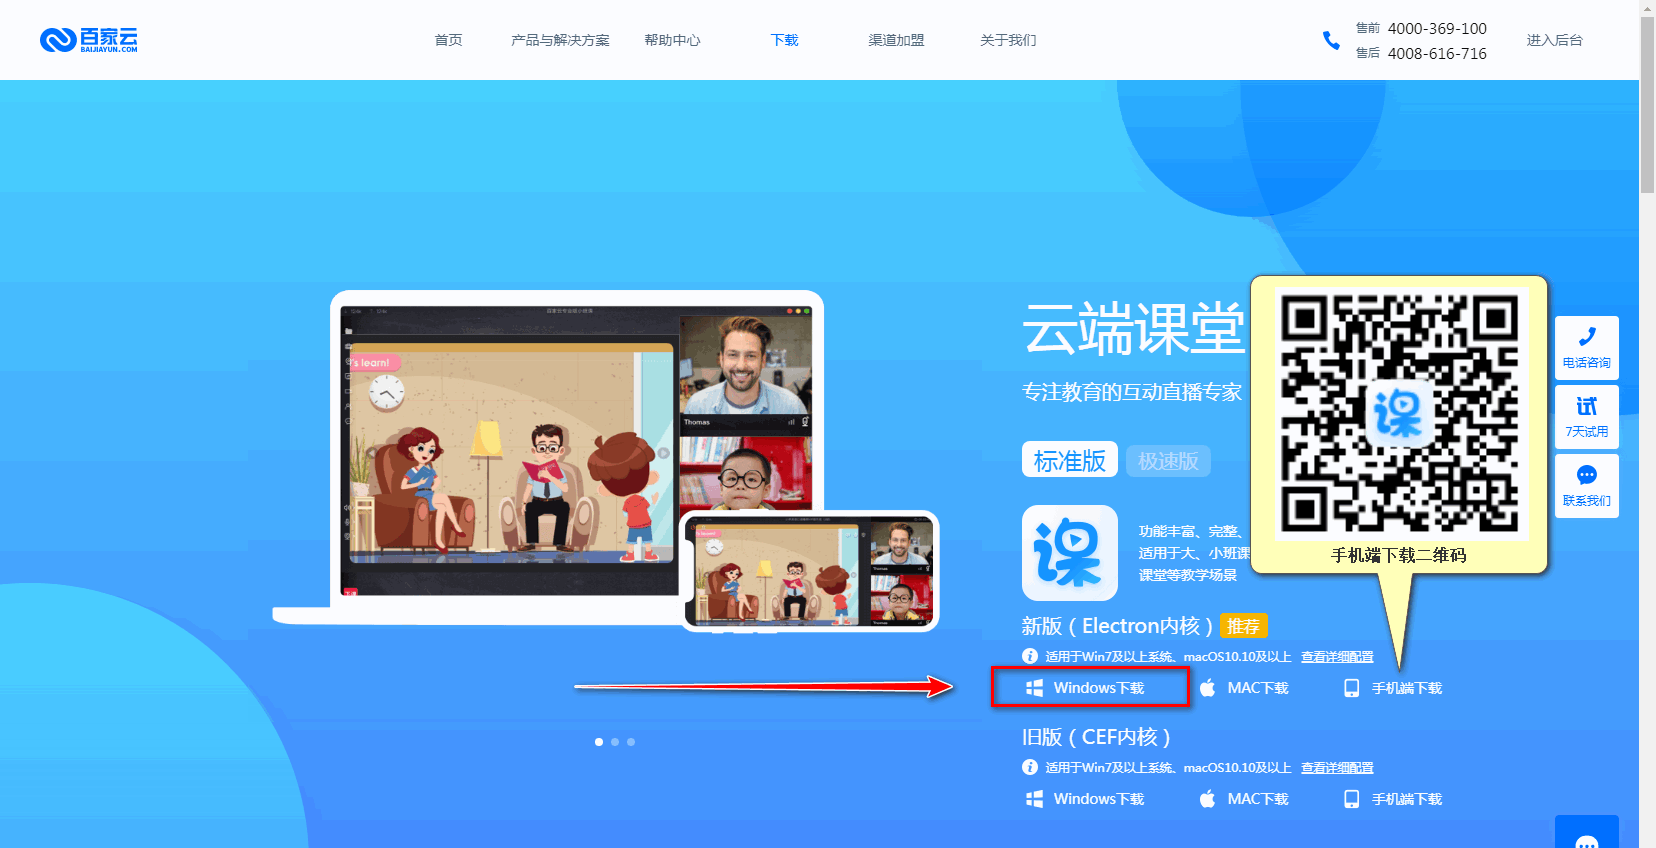 百家云
BAIJIAYUN.COM
首页
产品与解决方案
帮助中心
下载
渠道加盟
关于我们
售前 4000-369-100
售后 4008-616-716
进入后台
's learn!
Thomas
云端课堂
专注教育的互动直播专家
标准版
极速版
课
功能丰富、完整、
适用于大、小班课
课堂等教学场景
课
手机端下载二维码
电话咨询
试
7天试用
联系我们
新版（Electron内核）
推荐
适用于Win7及以上系统、macOS10.10及以上 查看详细配置
Windows下载
MAC下载
手机端下载
旧版（CEF内核）
适用于Win7及以上系统、macOS10.10及以上 查看详细配置
Windows下载
MAC下载
手机端下载